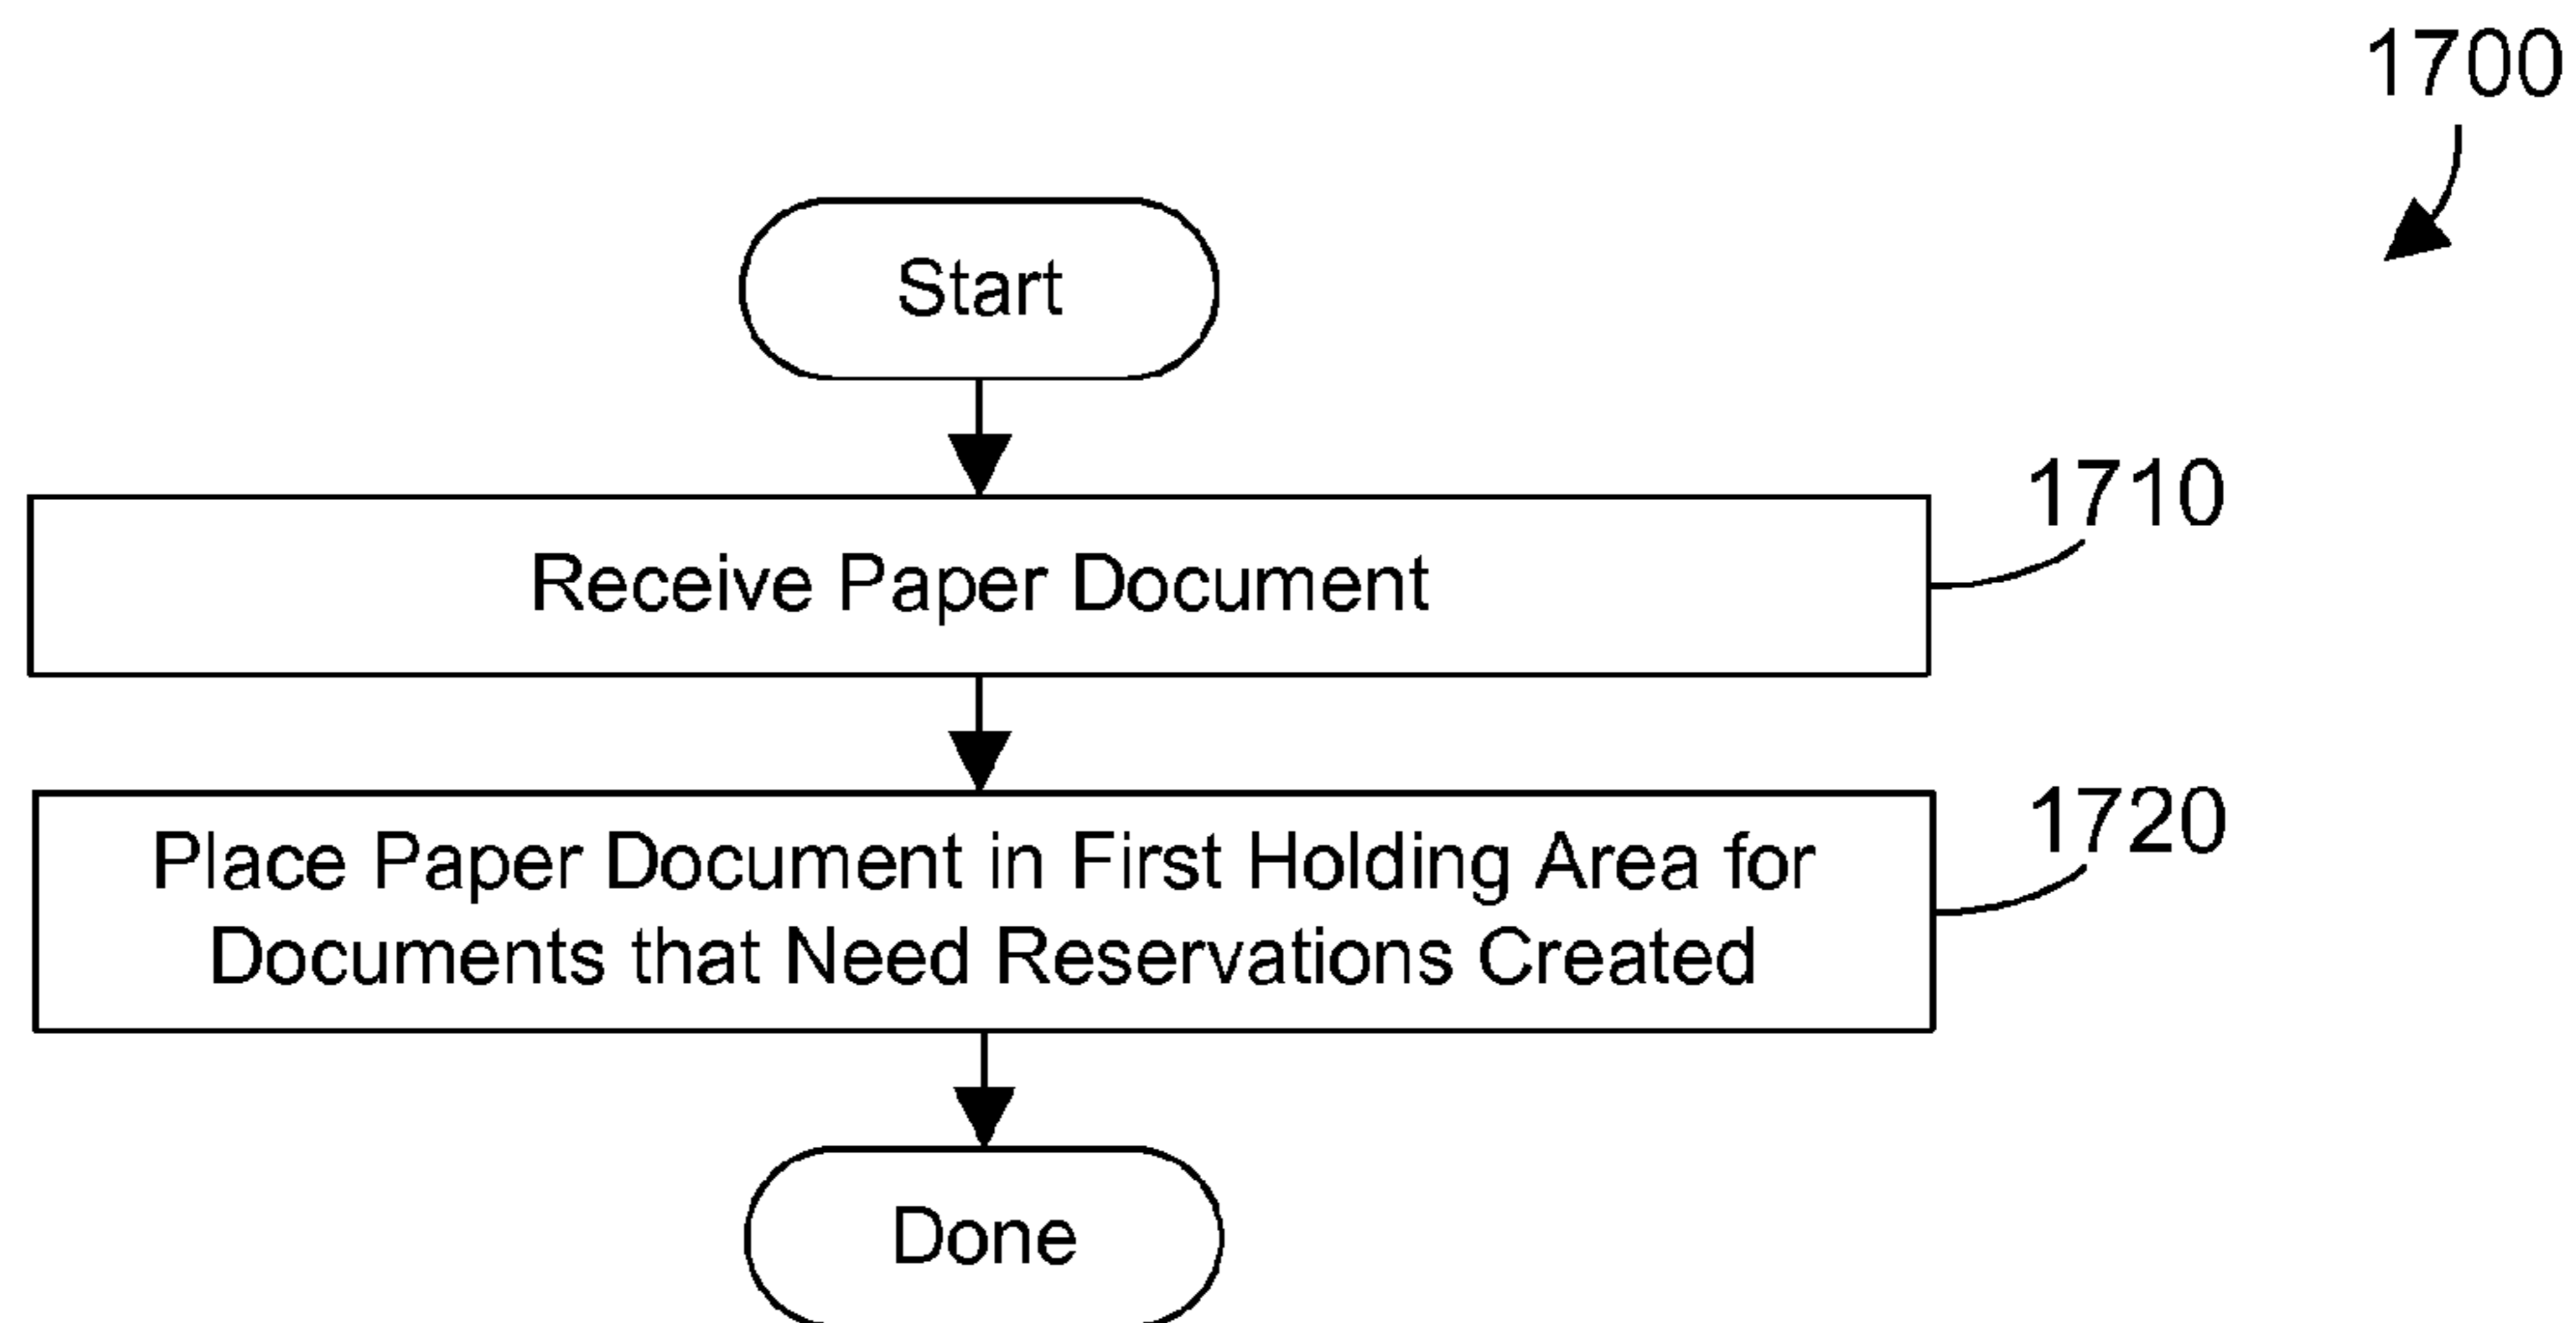 1700
Start
1710
Receive Paper Document
1720
Place Paper Document in First Holding Area for
Documents that Need Reservations Created
Done